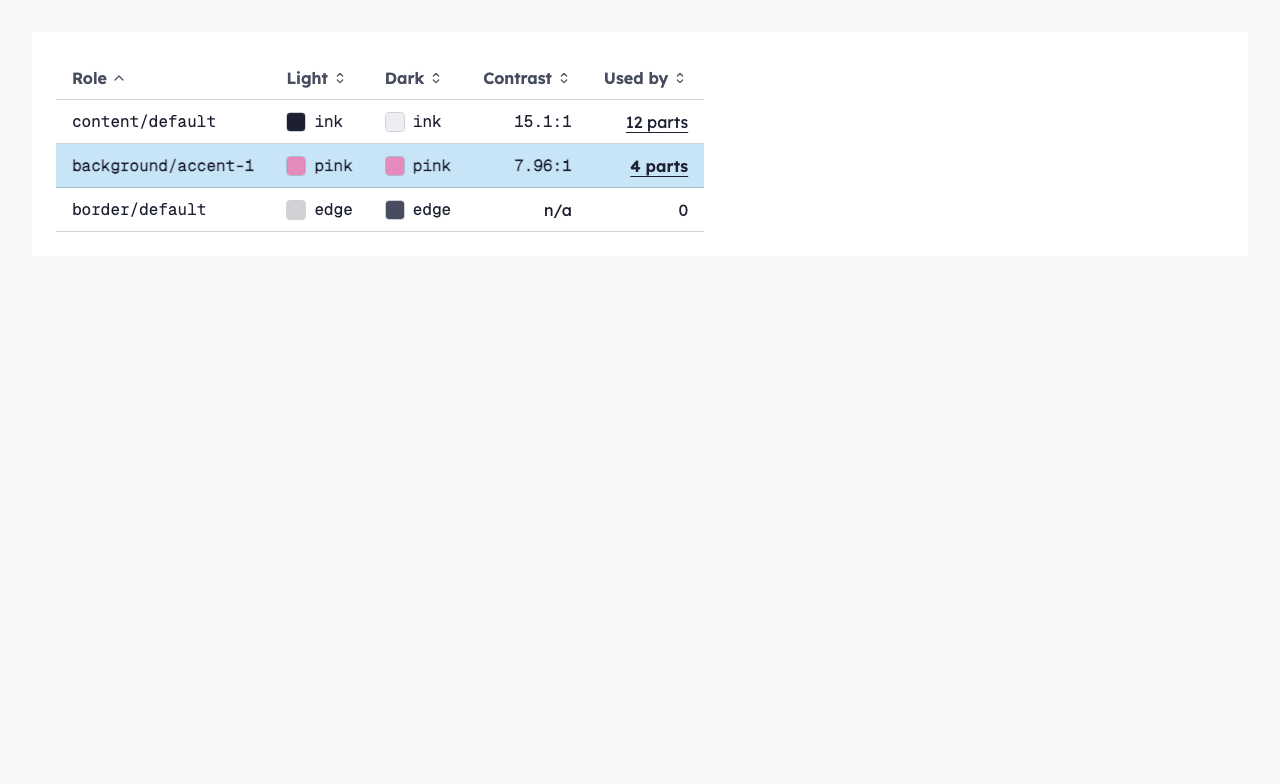 Role Light Dark Contrast Used by
content/default ink ink 15.1:1 12 parts
background/accent-1 pink pink 7.96:1 4 parts
border/default edge edge n/a 0